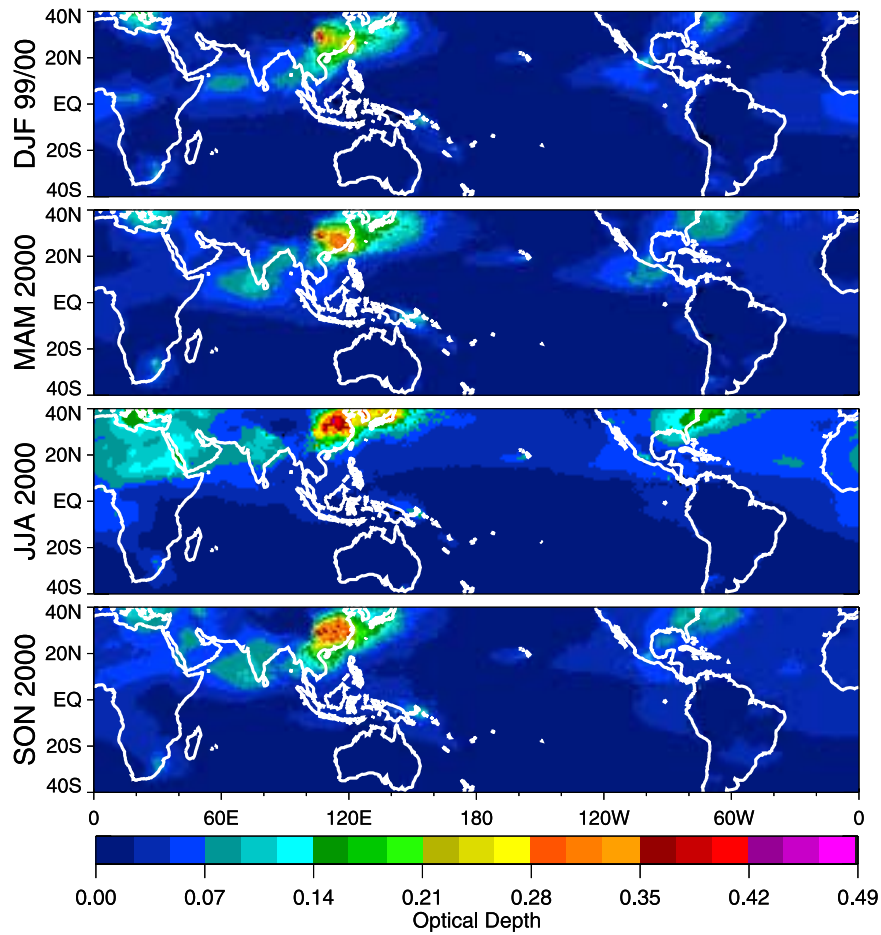 40N
20N
EQ
20S
40S
DJF 99/00
40N
20N
EQ
20S
40S
MAM 2000
40N
20N
EQ
20S
40S
JJA 2000
40N
20N
EQ
20S
40S
SON 2000
0 60E 120E 180 120W 60W 0
0.00 0.07 0.14 0.21 0.28 0.35 0.42 0.49
Optical Depth